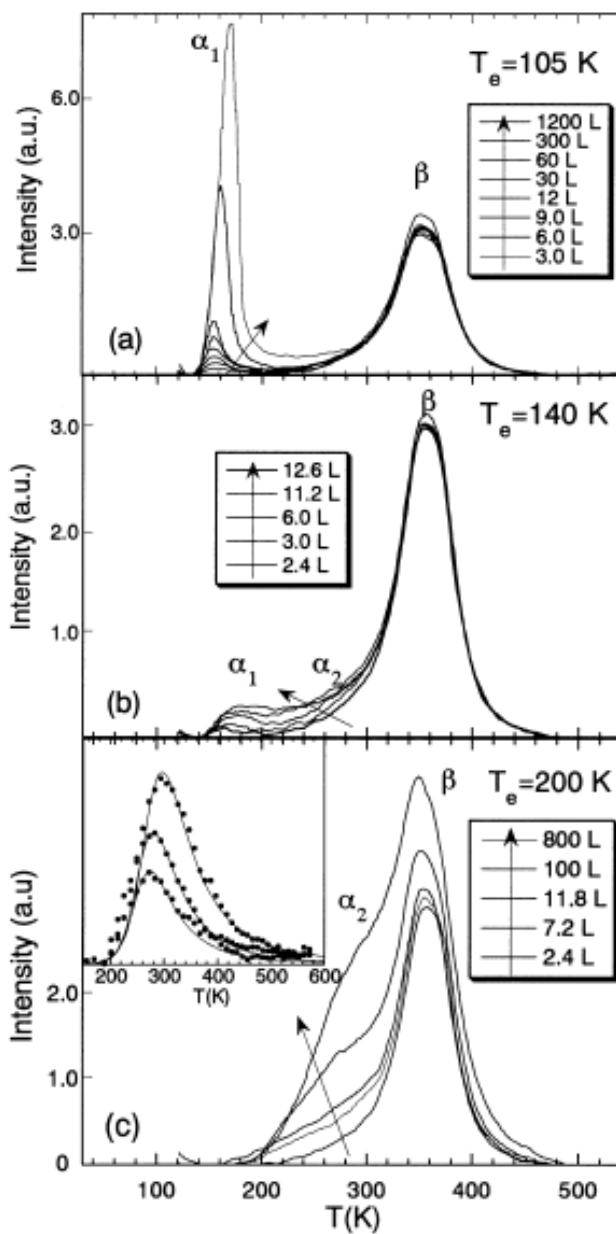 α₁
Tₑ=105 K
6.0
1200 L
300 L
60 L
30 L
12 L
9.0 L
6.0 L
3.0 L
β
3.0
Intensity (a.u.)
(a)
β
Tₑ=140 K
3.0
12.6 L
11.2 L
6.0 L
3.0 L
2.4 L
2.0
Intensity (a.u.)
1.0
α₁
α₂
(b)
β
Tₑ=200 K
800 L
100 L
11.8 L
7.2 L
2.4 L
α₂
200 300 400 500 600
T(K)
2.0
Intensity (a.u)
1.0
(c)
0
100 200 300 400 500
T(K)